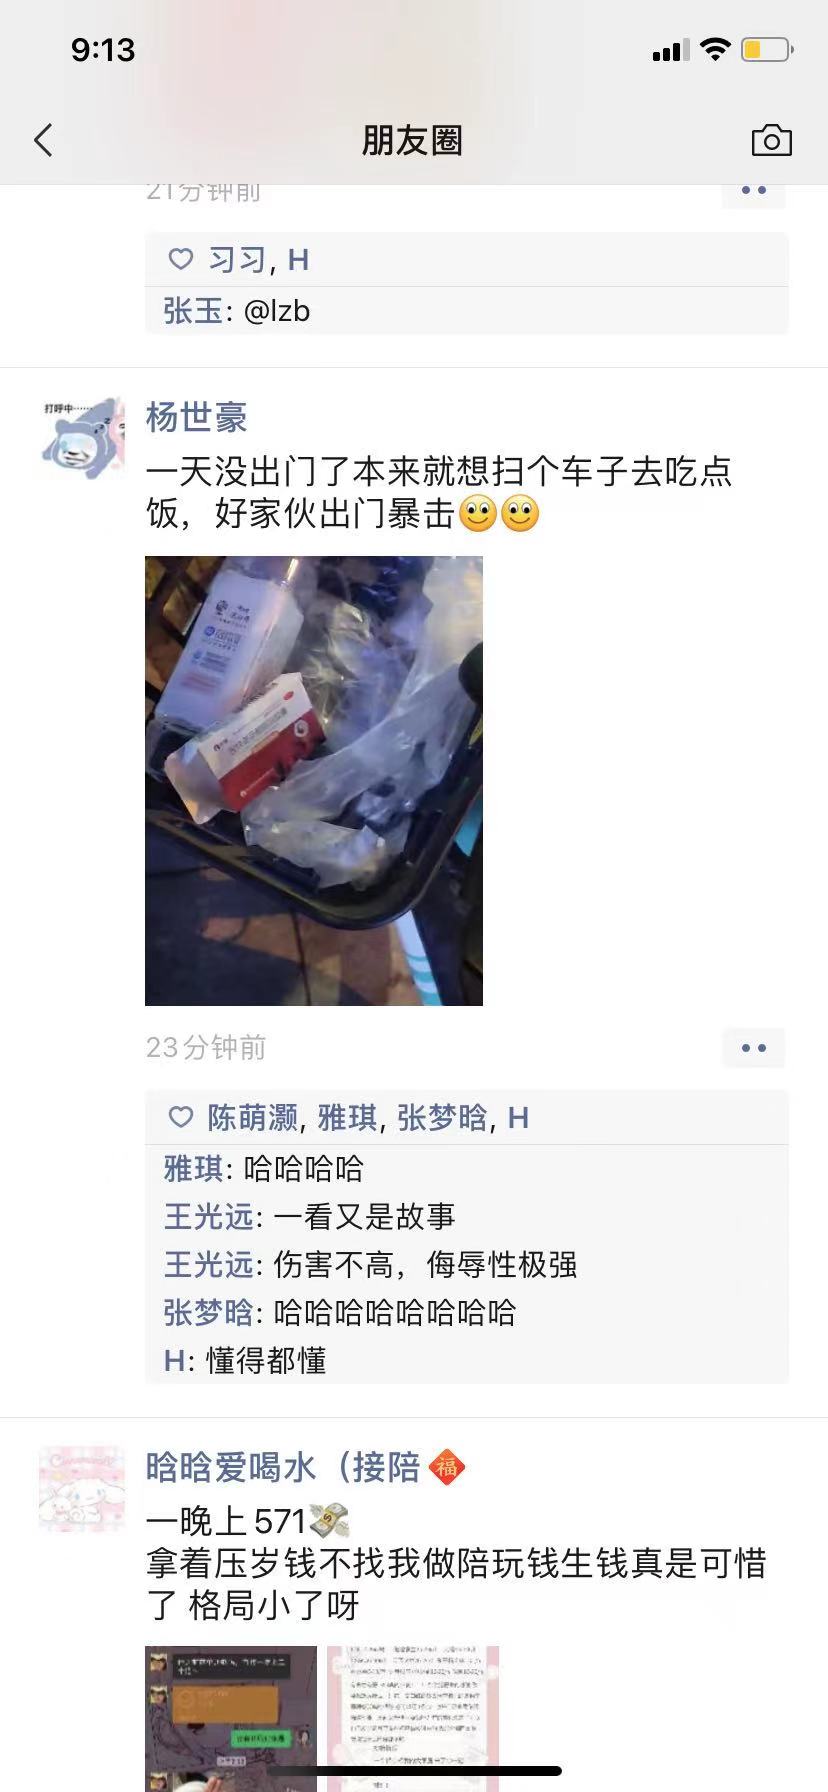 9:13
朋友圈
21分钟前
习习, H
张玉: @lzb
打呼中……
杨世豪
一天没出门了本来就想扫个车子去吃点
饭，好家伙出门暴击
23分钟前
陈萌灏, 雅琪, 张梦晗, H
雅琪: 哈哈哈哈
王光远: 一看又是故事
王光远: 伤害不高，侮辱性极强
张梦晗: 哈哈哈哈哈哈哈哈
H: 懂得都懂
晗晗爱喝水（接陪福
一晚上571
拿着压岁钱不找我做陪玩钱生钱真是可惜
了 格局小了呀